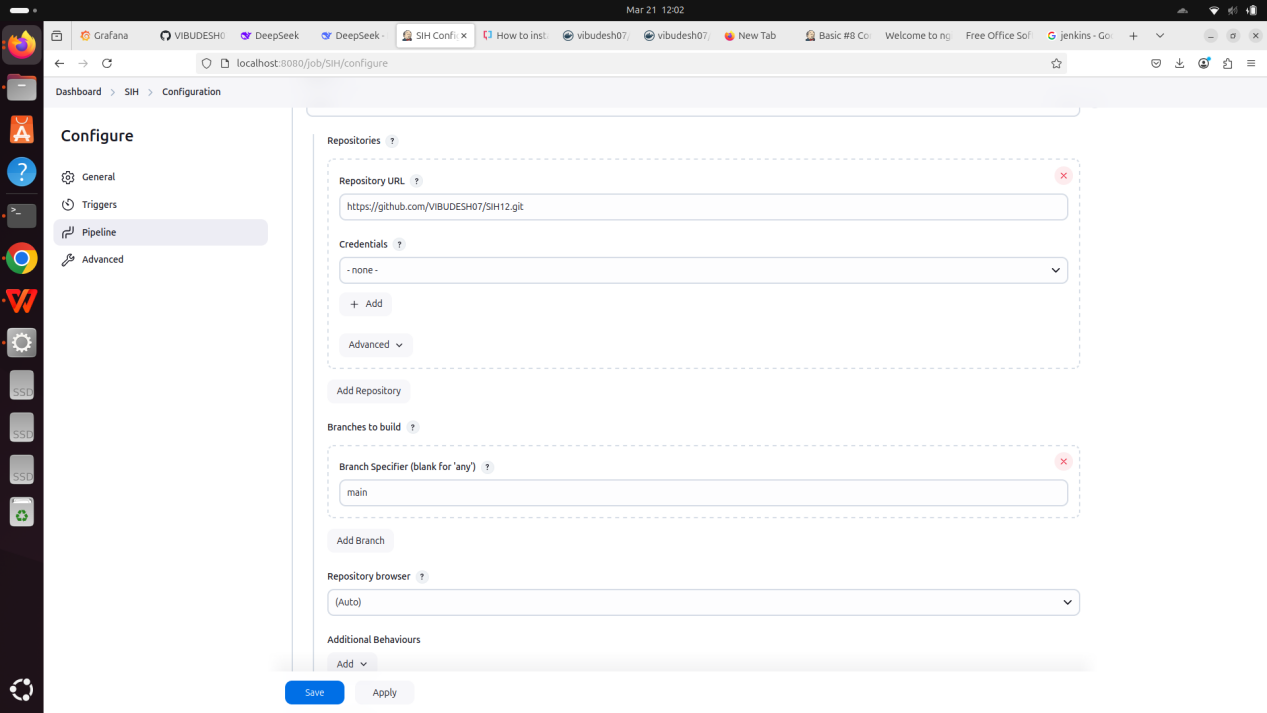 Mar 21 12:02
Grafana
VIBUDESH0
DeepSeek
DeepSeek -
SIH Confi
How to inst
vibudesh07
vibudesh07
New Tab
Basic #8 Co
Welcome to ng
Free Office Sof
jenkins - Goo
localhost:8080/job/SIH/configure
Dashboard > SIH > Configuration
Configure
General
Triggers
Pipeline
Advanced
Repositories ?
Repository URL ?
https://github.com/VIBUDESH07/SIH12.git
Credentials ?
- none -
+ Add
Advanced
Add Repository
Branches to build ?
Branch Specifier (blank for 'any') ?
main
Add Branch
Repository browser ?
(Auto)
Additional Behaviours
Add
Save
Apply
SSD
SSD
SSD